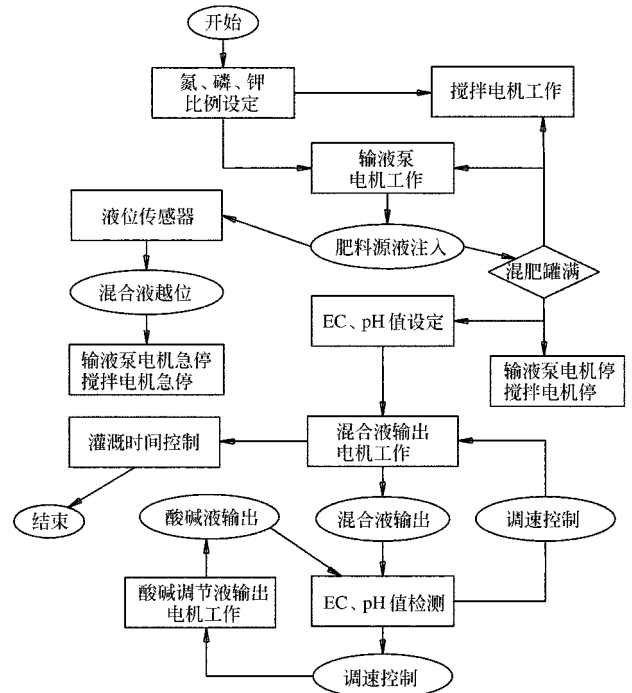 开始
氮、磷、钾
比例设定
搅拌电机工作
输液泵
电机工作
液位传感器
肥料源液注入
混肥罐满
混合液越位
EC、pH 值设定
输液泵电机急停
搅拌电机急停
输液泵电机停
搅拌电机停
灌溉时间控制
混合液输出
电机工作
结束
酸碱液输出
混合液输出
调速控制
酸碱调节液输出
电机工作
EC、pH 值检测
调速控制